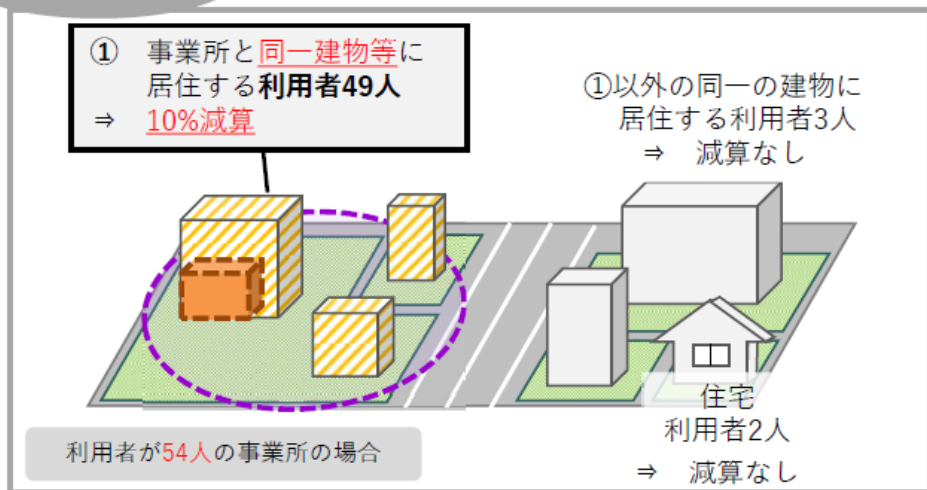 ① 事業所と同一建物等に
居住する利用者49人
⇒ 10%減算
①以外の同一の建物に
居住する利用者3人
⇒ 減算なし
住宅
利用者2人
⇒ 減算なし
利用者が54人の事業所の場合